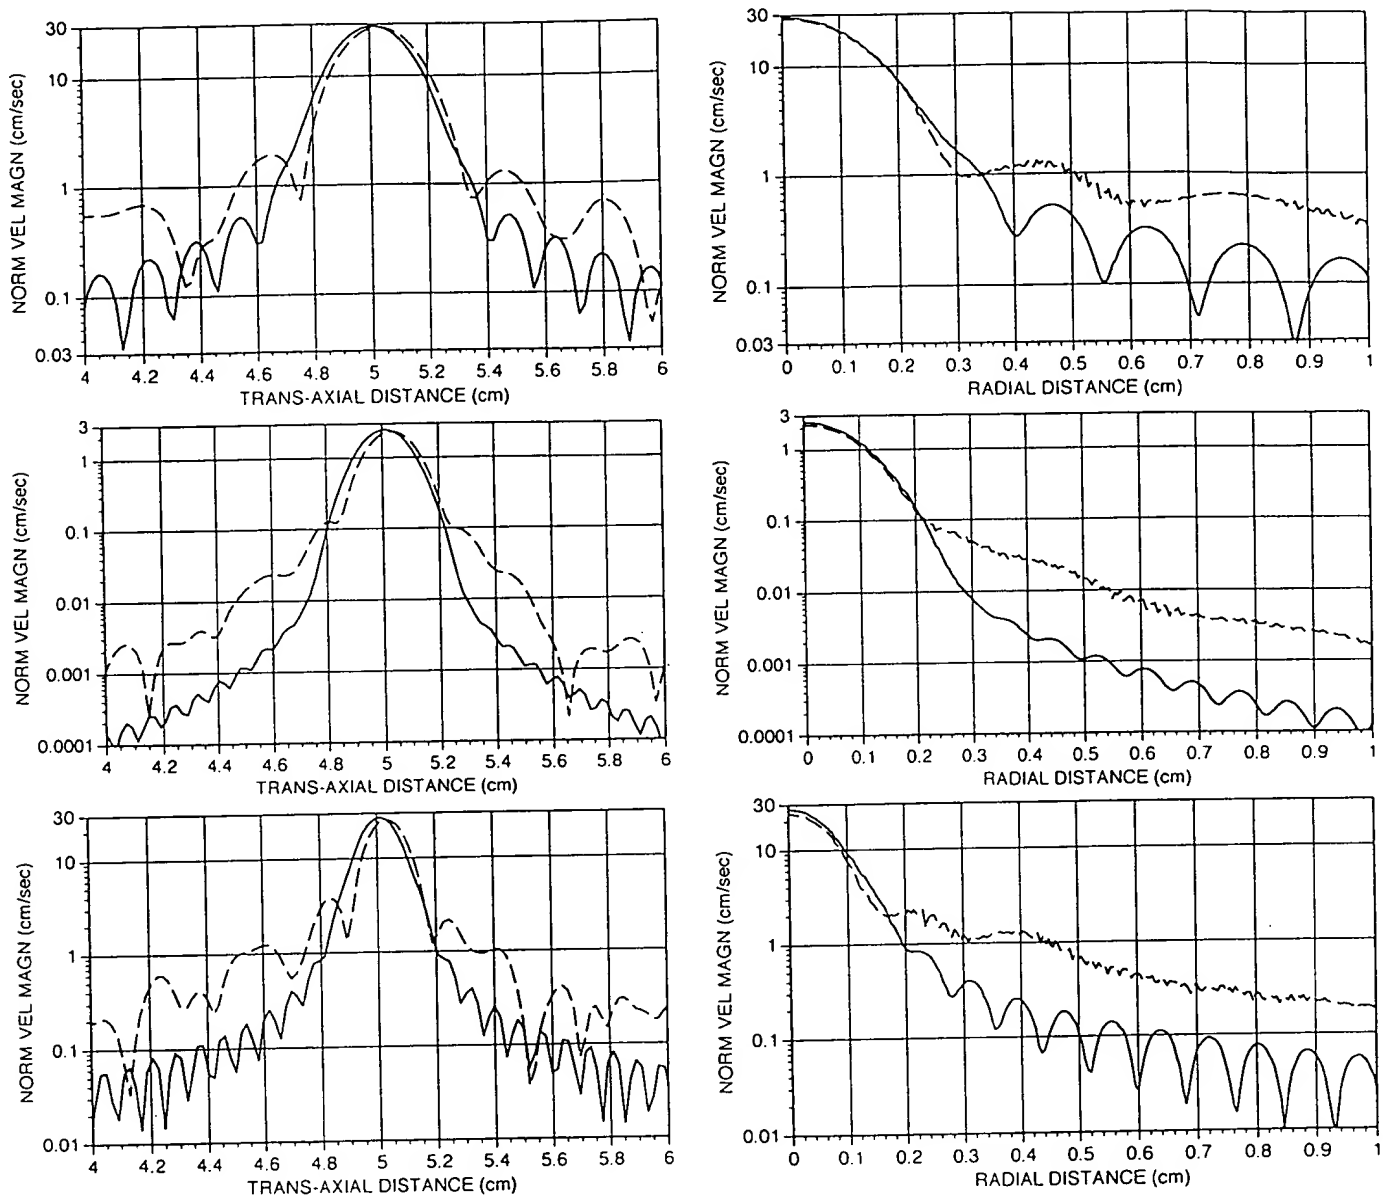 NORM VEL MAGN (cm/sec)
30
10
1
0.1
0.03
4 4.2 4.4 4.6 4.8 5 5.2 5.4 5.6 5.8 6
TRANS-AXIAL DISTANCE (cm)
NORM VEL MAGN (cm/sec)
30
10
1
0.1
0.03
0 0.1 0.2 0.3 0.4 0.5 0.6 0.7 0.8 0.9 1
RADIAL DISTANCE (cm)
NORM VEL MAGN (cm/sec)
3
1
0.1
0.01
0.001
0.0001
4 4.2 4.4 4.6 4.8 5 5.2 5.4 5.6 5.8 6
TRANS-AXIAL DISTANCE (cm)
NORM VEL MAGN (cm/sec)
3
1
0.1
0.01
0.001
0.0001
0 0.1 0.2 0.3 0.4 0.5 0.6 0.7 0.8 0.9 1
RADIAL DISTANCE (cm)
NORM VEL MAGN (cm/sec)
30
10
1
0.1
0.01
4 4.2 4.4 4.6 4.8 5 5.2 5.4 5.6 5.8 6
TRANS-AXIAL DISTANCE (cm)
NORM VEL MAGN (cm/sec)
30
10
1
0.1
0.01
0 0.1 0.2 0.3 0.4 0.5 0.6 0.7 0.8 0.9 1
RADIAL DISTANCE (cm)